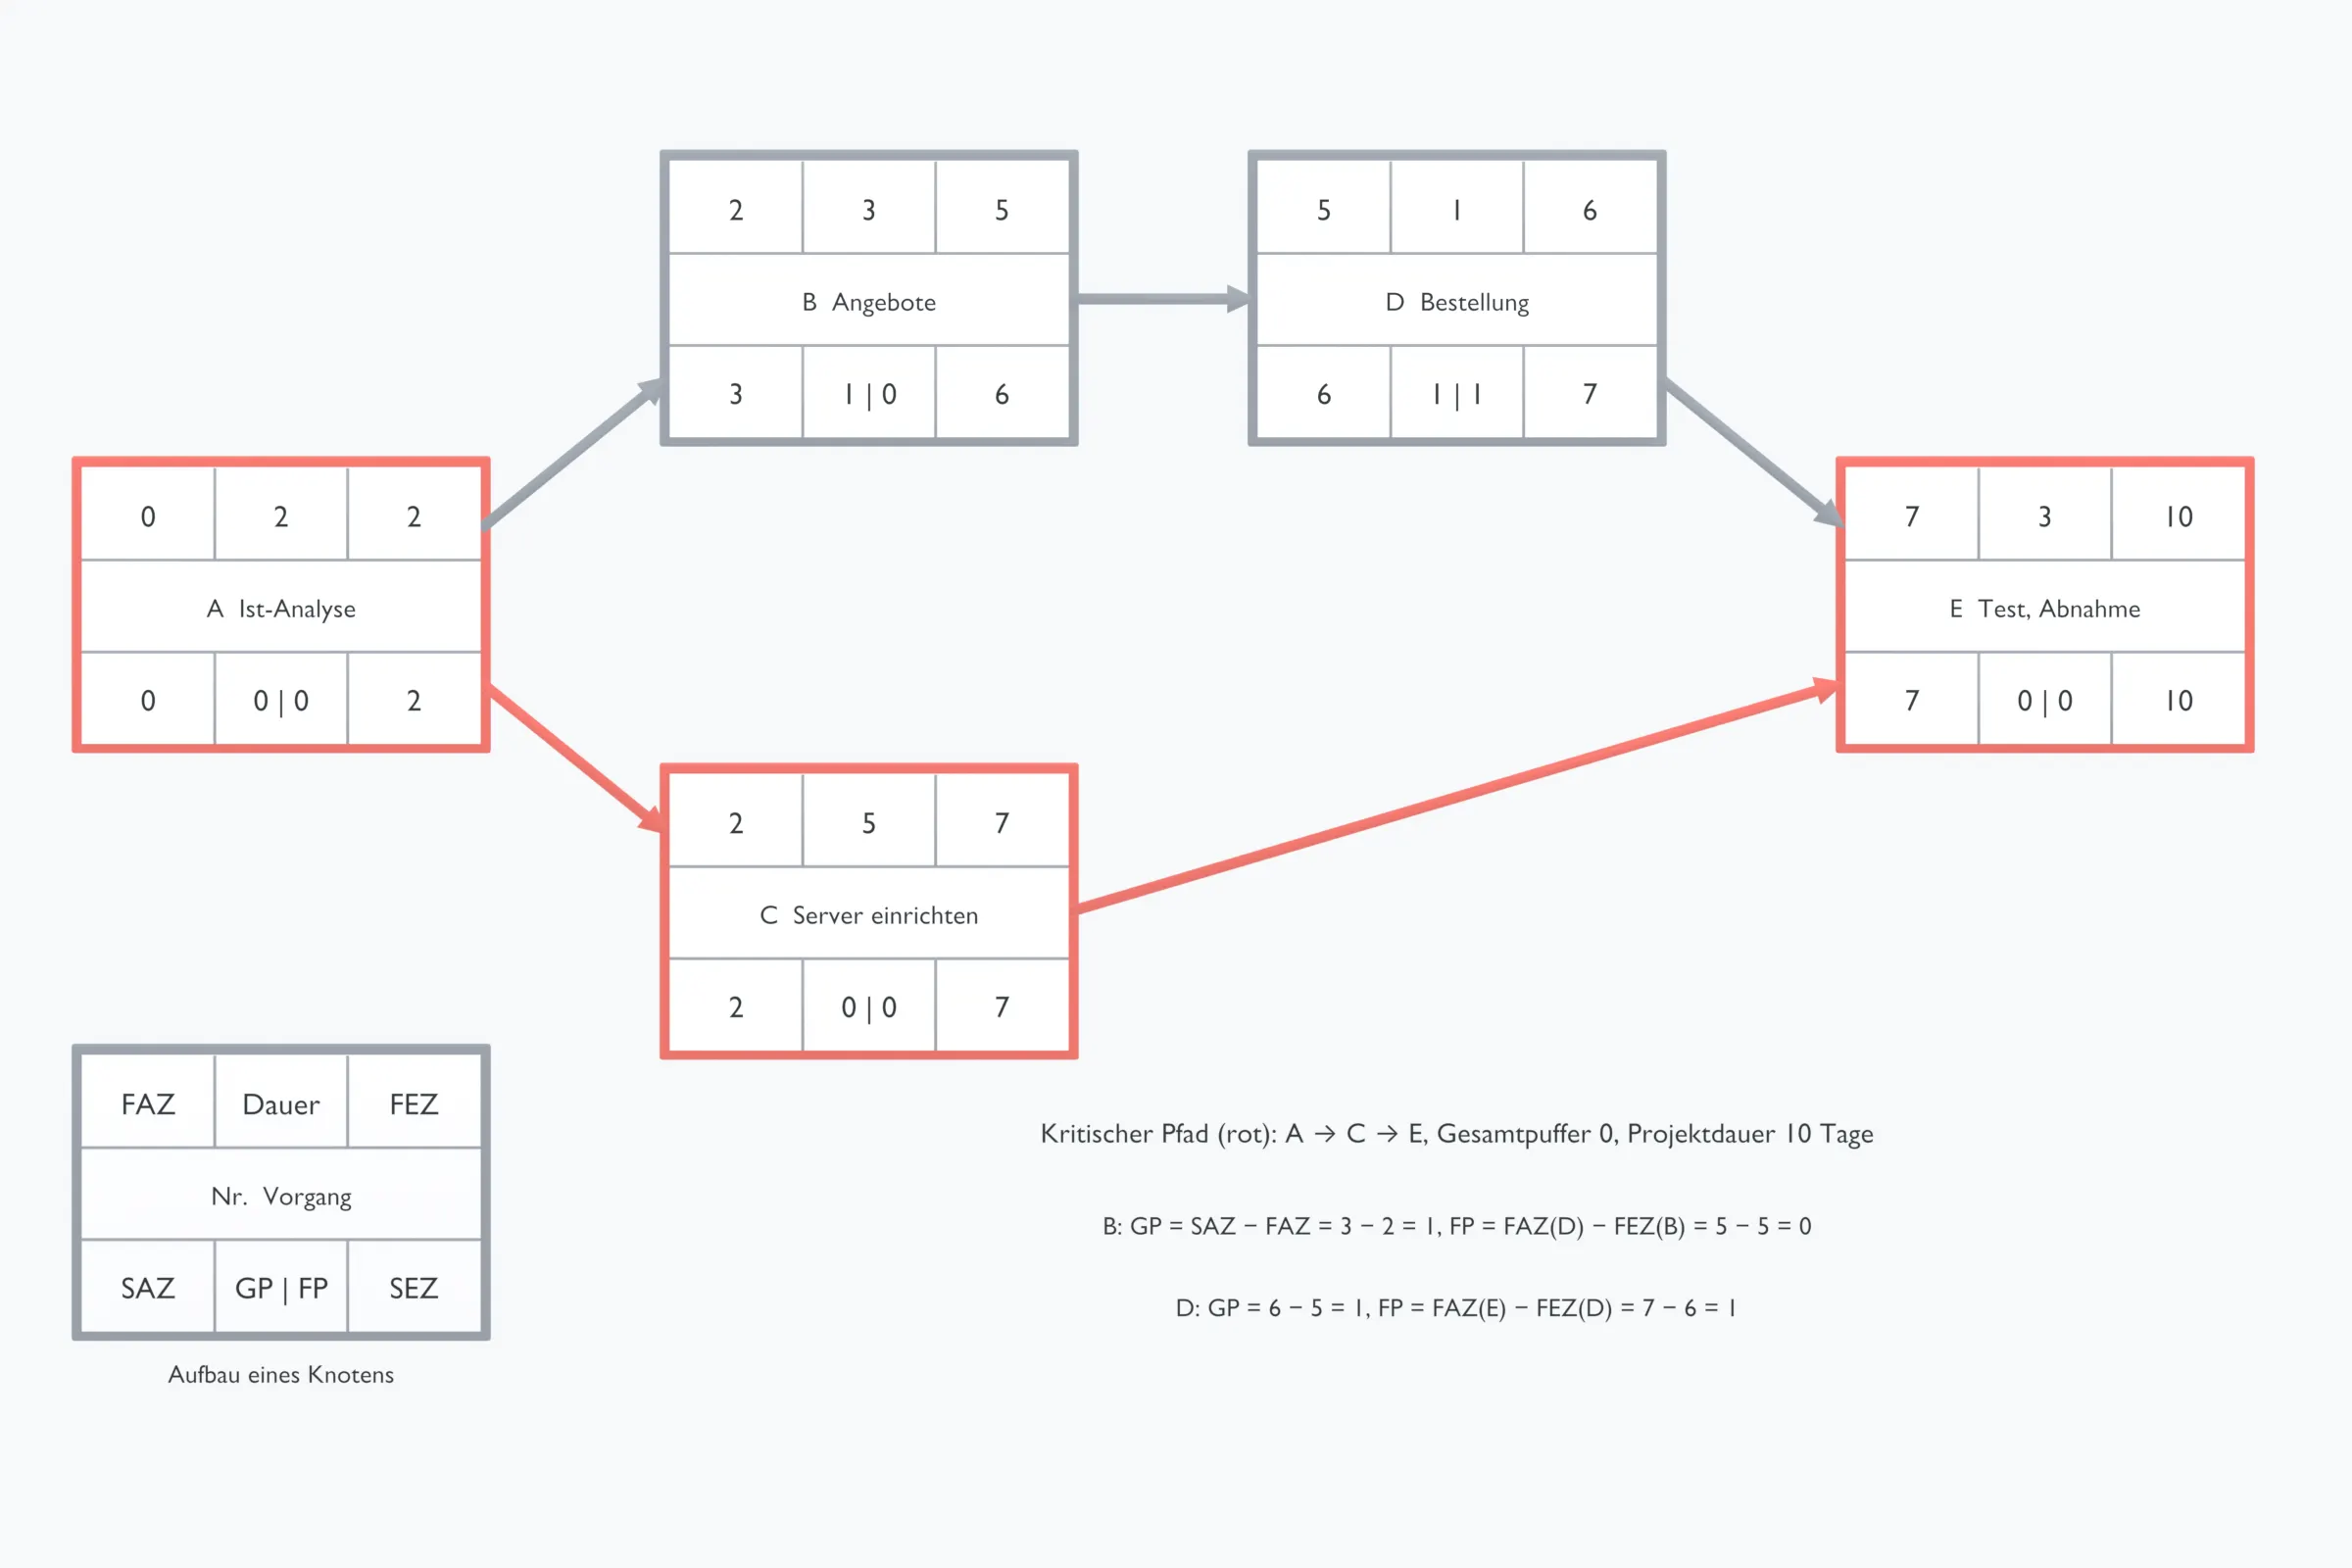 2 3 5
B Angebote
3 1 | 0 6
5 1 6
D Bestellung
6 1 | 1 7
0 2 2
A Ist-Analyse
0 0 | 0 2
7 3 10
E Test, Abnahme
7 0 | 0 10
2 5 7
C Server einrichten
2 0 | 0 7
FAZ Dauer FEZ
Nr. Vorgang
SAZ GP | FP SEZ
Aufbau eines Knotens
Kritischer Pfad (rot): A → C → E, Gesamtpuffer 0, Projektdauer 10 Tage
B: GP = SAZ − FAZ = 3 − 2 = 1, FP = FAZ(D) − FEZ(B) = 5 − 5 = 0
D: GP = 6 − 5 = 1, FP = FAZ(E) − FEZ(D) = 7 − 6 = 1